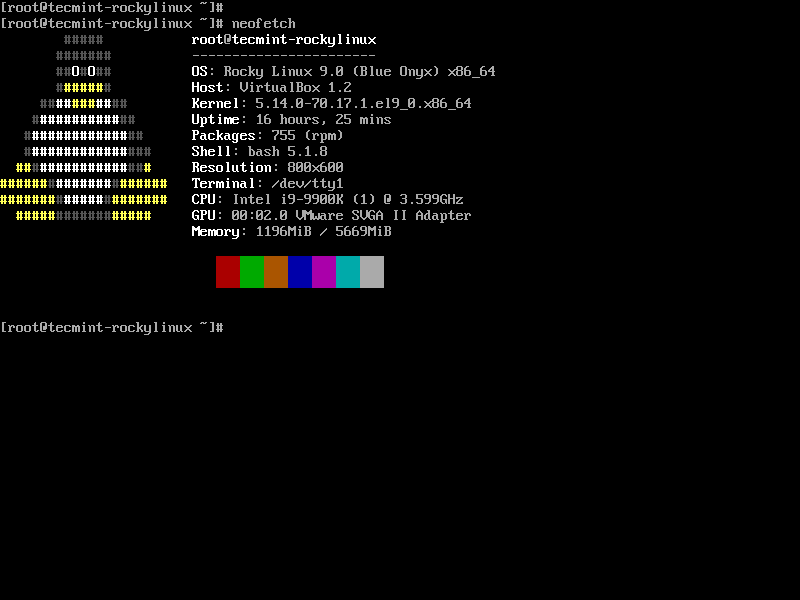 [root@tecmint-rockylinux ~]#
[root@tecmint-rockylinux ~]# neofetch
##### root@tecmint-rockylinux
####### -----------------------
##O#O## OS: Rocky Linux 9.0 (Blue Onyx) x86_64
####### Host: VirtualBox 1.2
########### Kernel: 5.14.0-70.17.1.el9_0.x86_64
############# Uptime: 16 hours, 25 mins
############### Packages: 755 (rpm)
################ Shell: bash 5.1.8
################# Resolution: 800x600
##################### Terminal: /dev/tty1
##################### CPU: Intel i9-9900K (1) @ 3.599GHz
################# GPU: 00:02.0 VMware SVGA II Adapter
Memory: 1196MiB / 5669MiB
[root@tecmint-rockylinux ~]#